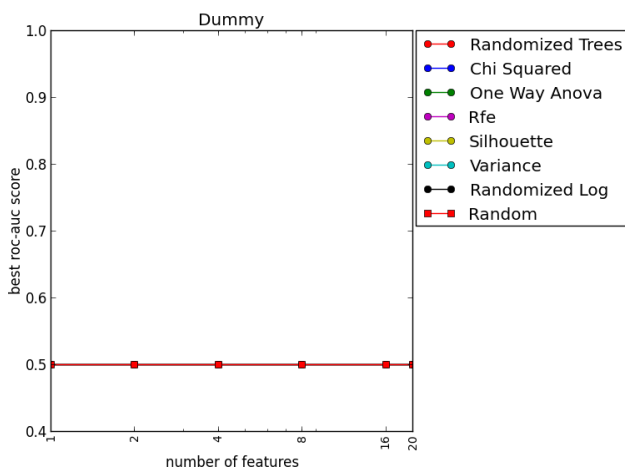 Dummy
1.0
0.9
0.8
0.7
0.6
0.5
0.4
best roc-auc score
1
2
4
8
16
20
number of features
Randomized Trees
Chi Squared
One Way Anova
Rfe
Silhouette
Variance
Randomized Log
Random